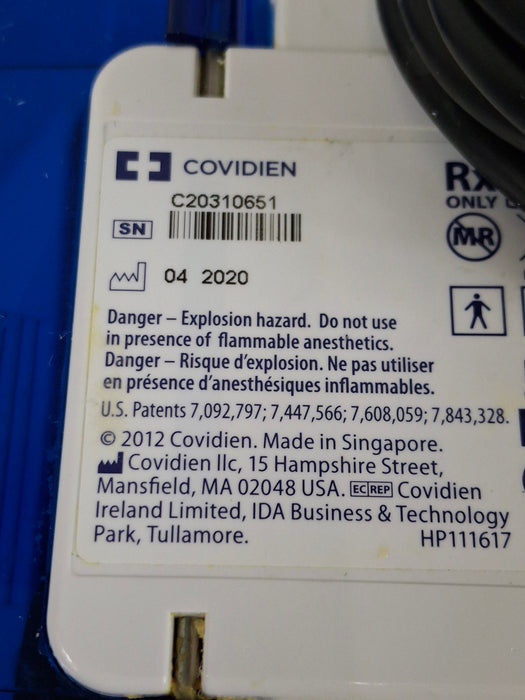 COVIDIEN
Rx
ONLY
C20310651
SN
MR
04 2020
Danger – Explosion hazard. Do not use
in presence of flammable anesthetics.
Danger – Risque d'explosion. Ne pas utiliser
en présence d'anesthésiques inflammables.
U.S. Patents 7,092,797; 7,447,566; 7,608,059; 7,843,328.
© 2012 Covidien. Made in Singapore.
Covidien llc, 15 Hampshire Street,
Mansfield, MA 02048 USA. EC REP Covidien
Ireland Limited, IDA Business & Technology
Park, Tullamore. HP111617